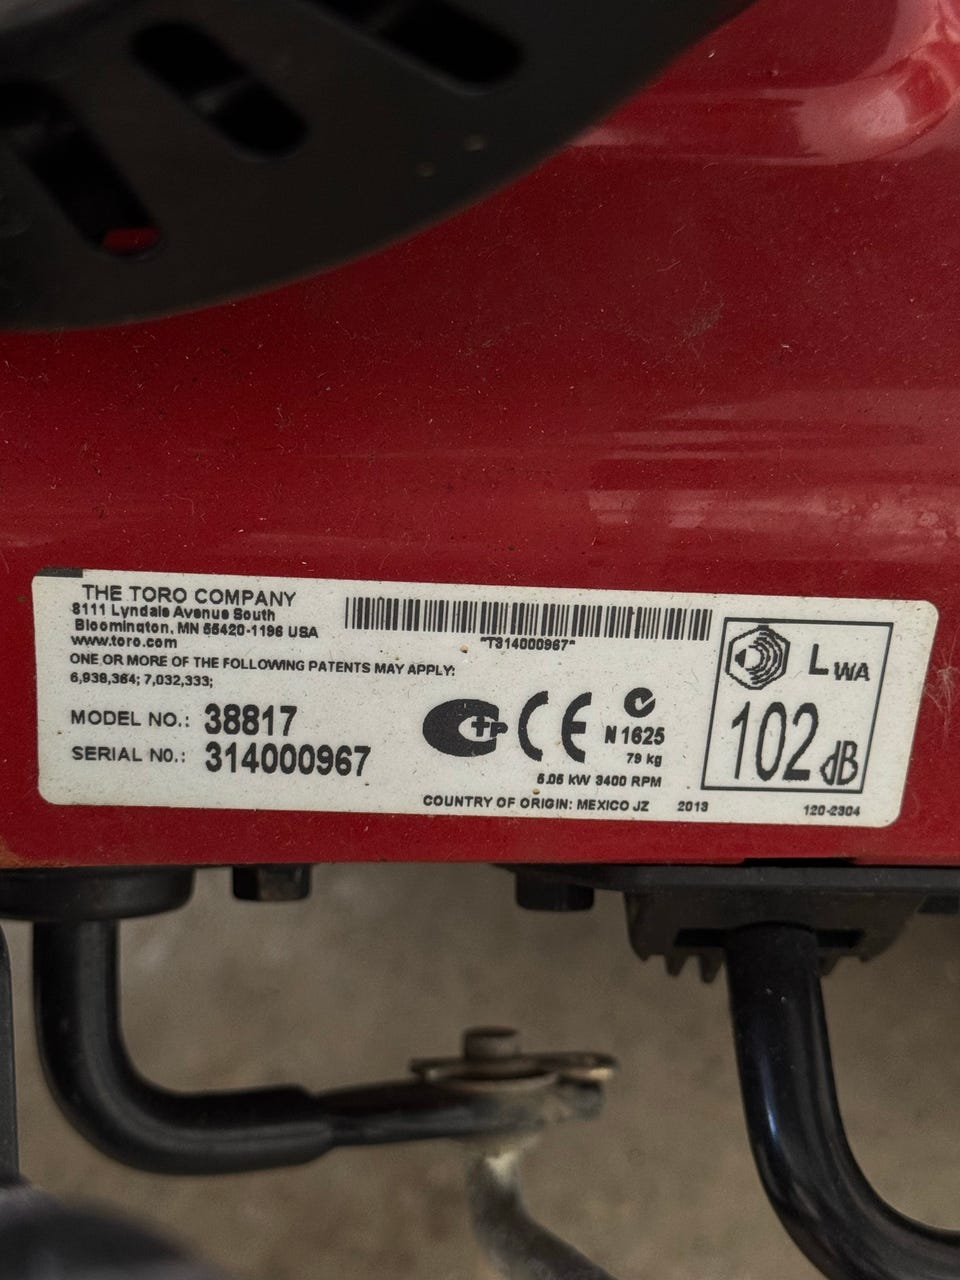 THE TORO COMPANY
8111 Lyndale Avenue South
Bloomington, MN 55420-1196 USA
www.toro.com
ONE OR MORE OF THE FOLLOWING PATENTS MAY APPLY:
6,938,364; 7,032,333;
MODEL NO.: 38817
SERIAL NO.: 314000967
"T314000967"
CE
N 1625
79 kg
5.05 KW 3400 RPM
COUNTRY OF ORIGIN: MEXICO JZ 2013
LWA
102 dB
120-2304